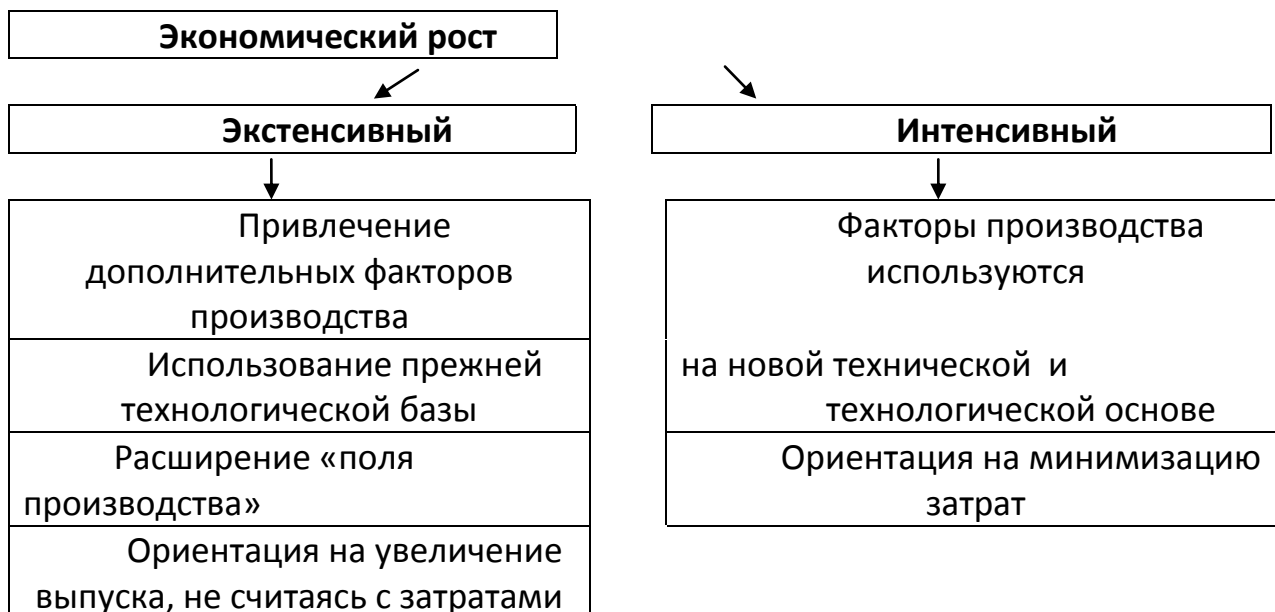 Экономический рост
Экстенсивный
Интенсивный
Привлечение
дополнительных факторов
производства
Использование прежней
технологической базы
Расширение «поля
производства»
Ориентация на увеличение
выпуска, не считаясь с затратами
Факторы производства
используются
на новой технической и
технологической основе
Ориентация на минимизацию
затрат